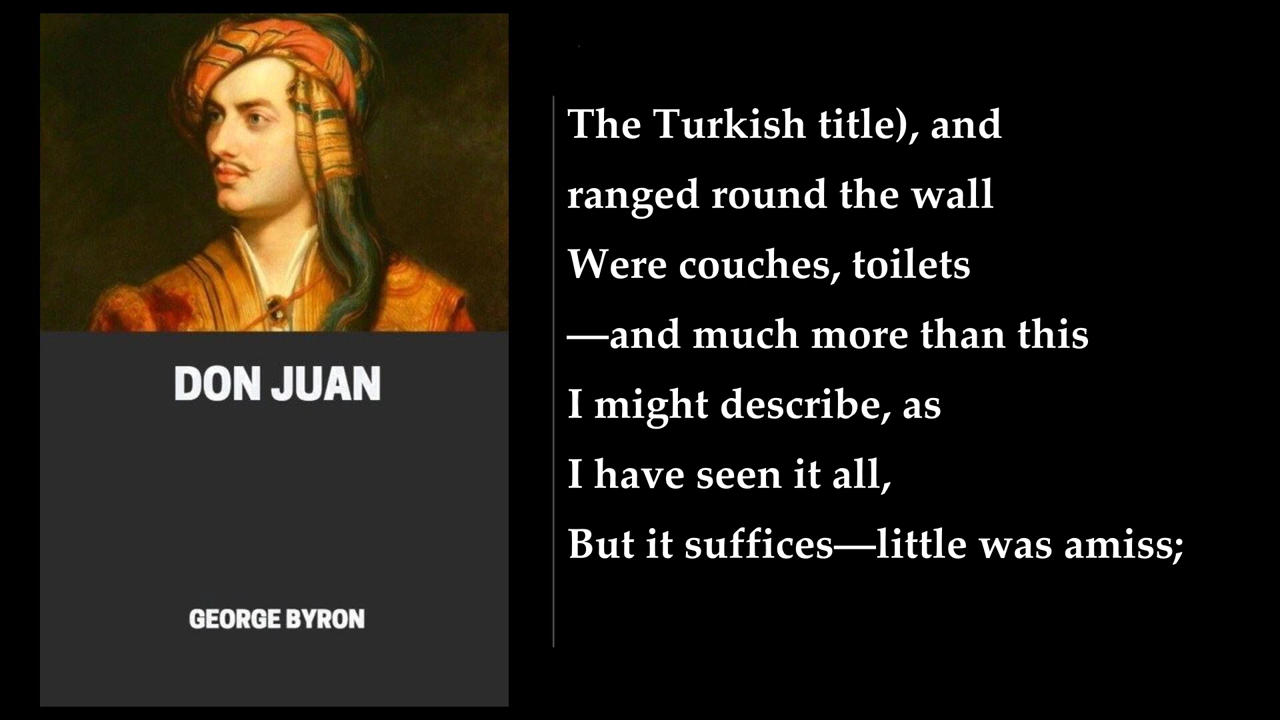 DON JUAN
GEORGE BYRON
The Turkish title), and
ranged round the wall
Were couches, toilets
—and much more than this
I might describe, as
I have seen it all,
But it suffices—little was amiss;